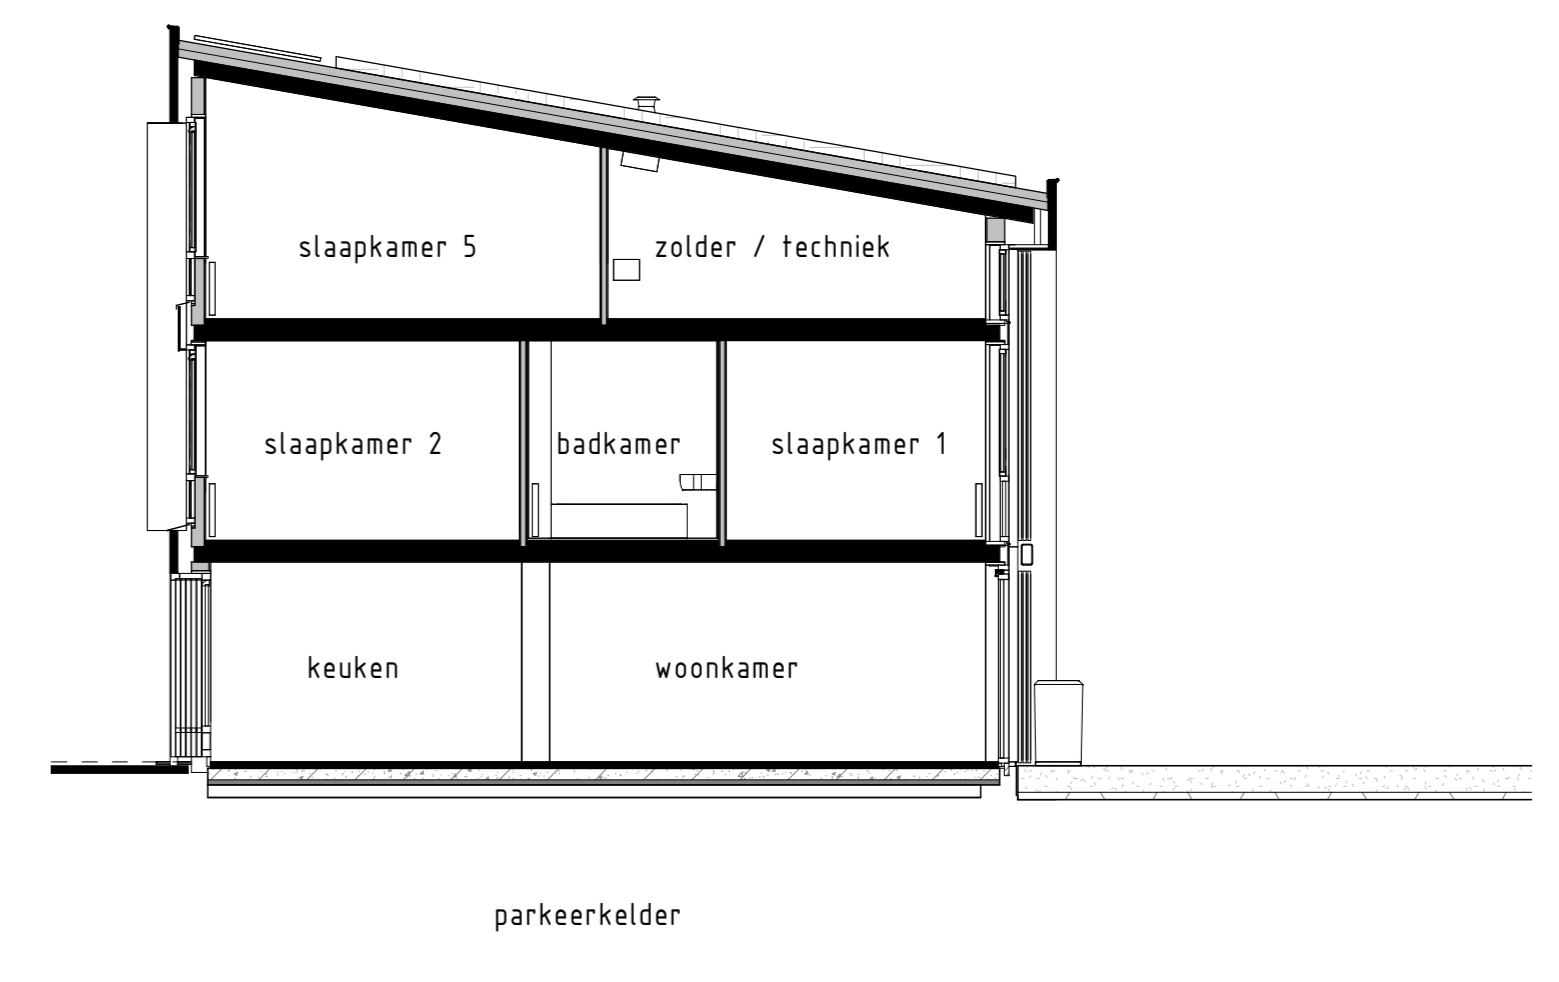 slaapkamer 5
zolder / techniek
slaapkamer 2
badkamer
slaapkamer 1
keuken
woonkamer
parkeerkelder